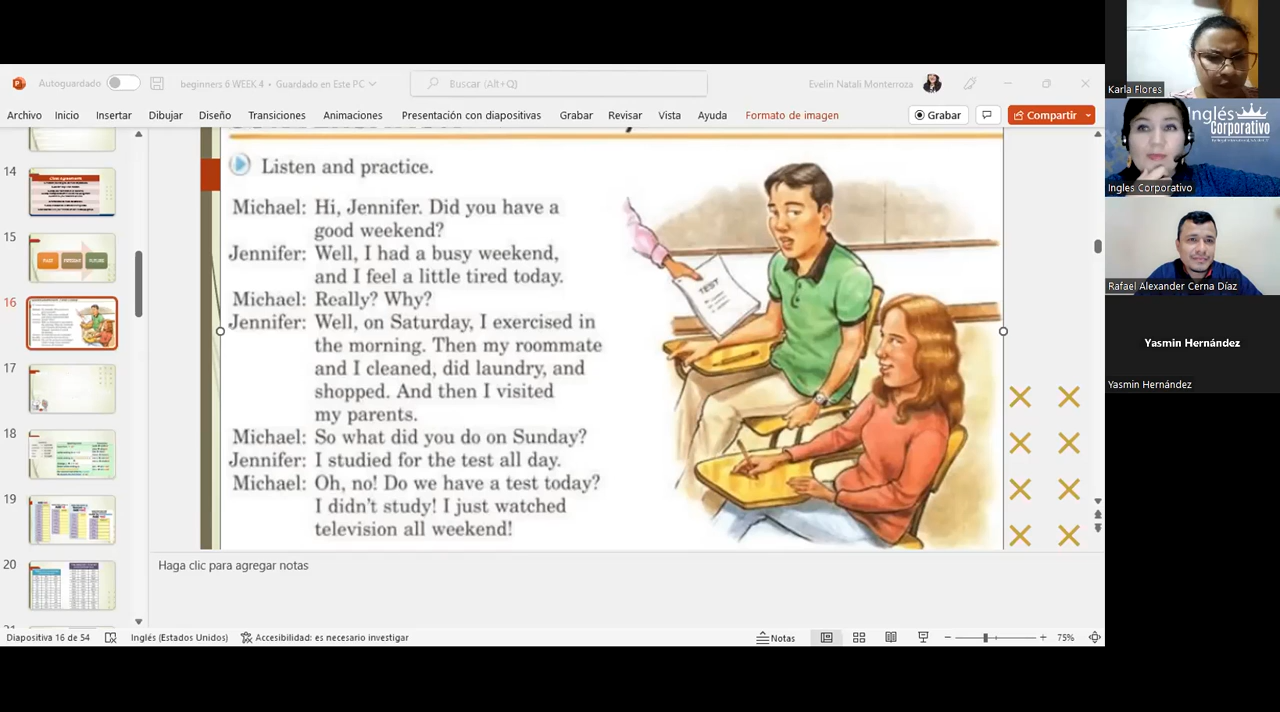 Autoguardado
beginners 6 WEEK 4 • Guardado en Este PC
Buscar (Alt+Q)
Evelin Natali Monterroza
Archivo Inicio Insertar Dibujar Diseño Transiciones Animaciones Presentación con diapositivas Grabar Revisar Vista Ayuda Formato de imagen
Grabar
Compartir
14
15
16
17
18
19
20
Listen and practice.
Michael: Hi, Jennifer. Did you have a
good weekend?
Jennifer: Well, I had a busy weekend,
and I feel a little tired today.
Michael: Really? Why?
Jennifer: Well, on Saturday, I exercised in
the morning. Then my roommate
and I cleaned, did laundry, and
shopped. And then I visited
my parents.
Michael: So what did you do on Sunday?
Jennifer: I studied for the test all day.
Michael: Oh, no! Do we have a test today?
I didn't study! I just watched
television all weekend!
TEST
Haga clic para agregar notas
Diapositiva 16 de 54
Inglés (Estados Unidos)
Accesibilidad: es necesario investigar
Notas
75%
Karla Flores
Inglés
Corporativo
Ingles Corporativo
Rafael Alexander Cerna Díaz
Yasmin Hernández
Yasmin Hernández